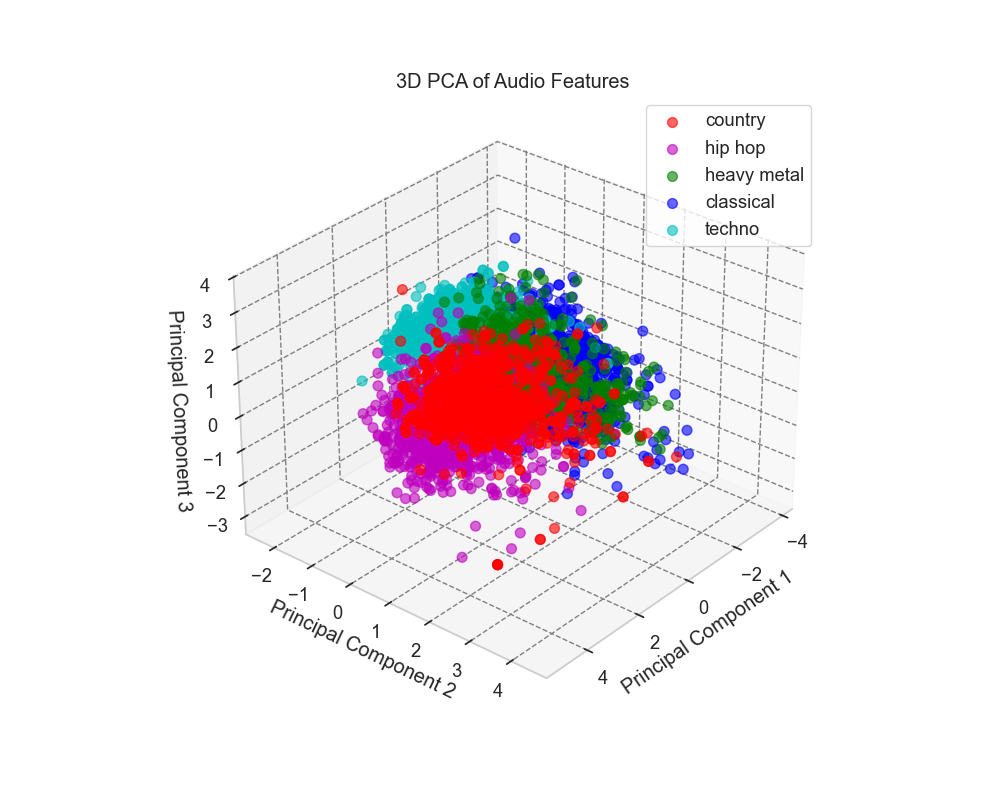 3D PCA of Audio Features
country
hip hop
heavy metal
classical
techno
4
3
2
1
0
−1
−2
−3
Principal Component 3
−2
−1
0
1
2
3
4
Principal Component 2
−4
−2
0
2
4
Principal Component 1